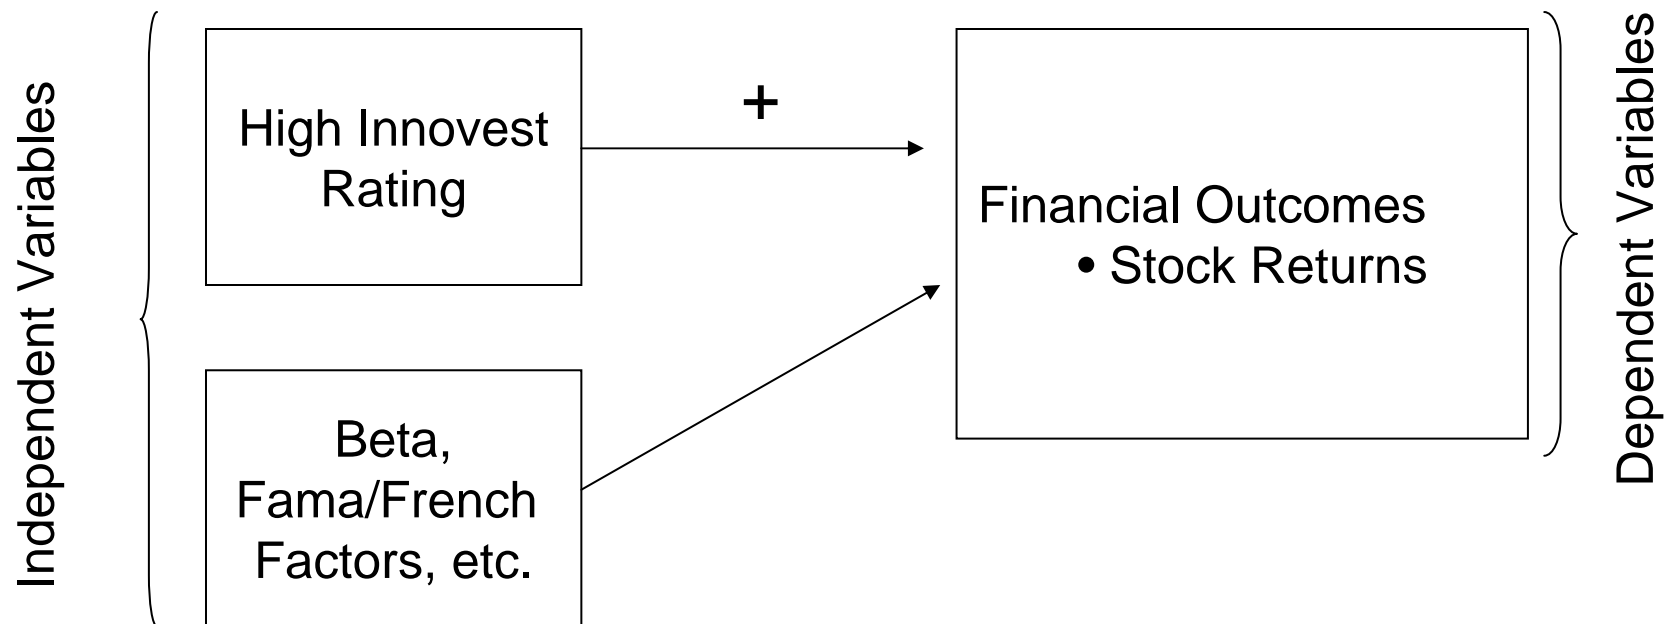 Independent Variables
High Innovest
Rating
+
Beta,
Fama/French
Factors, etc.
Financial Outcomes
• Stock Returns
Dependent Variables